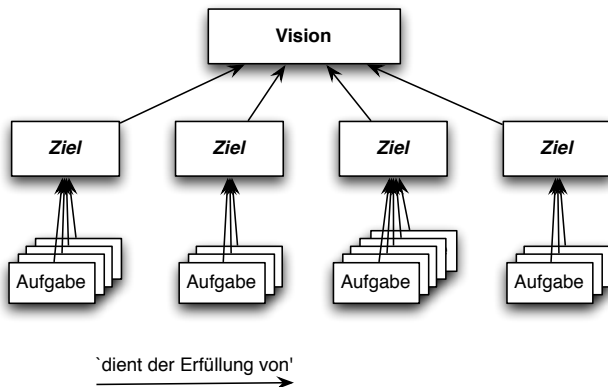 Vision
Ziel Ziel Ziel Ziel
Aufgabe Aufgabe Aufgabe Aufgabe
`dient der Erfüllung von'